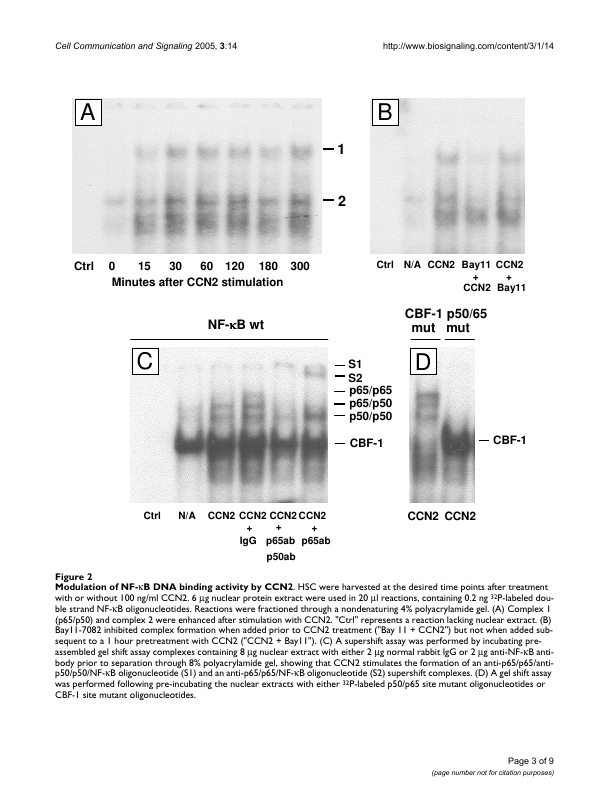 Cell Communication and Signaling 2005, 3:14 http://www.biosignaling.com/content/3/1/14
A B
1
2
Ctrl 0 15 30 60 120 180 300
Minutes after CCN2 stimulation
Ctrl N/A CCN2 Bay11 CCN2
+ +
CCN2 Bay11
NF-κB wt
CBF-1 p50/65
mut mut
C D
S1
S2
p65/p65
p65/p50
p50/p50
CBF-1 CBF-1
Ctrl N/A CCN2 CCN2 CCN2 CCN2
+ + +
IgG p65ab p65ab
p50ab
CCN2 CCN2
Figure 2
Modulation of NF-κB DNA binding activity by CCN2. HSC were harvested at the desired time points after treatment
with or without 100 ng/ml CCN2. 6 μg nuclear protein extract were used in 20 μl reactions, containing 0.2 ng ³²P-labeled dou-
ble strand NF-κB oligonucleotides. Reactions were fractioned through a nondenaturing 4% polyacrylamide gel. (A) Complex 1
(p65/p50) and complex 2 were enhanced after stimulation with CCN2. "Ctrl" represents a reaction lacking nuclear extract. (B)
Bay11-7082 inhibited complex formation when added prior to CCN2 treatment ("Bay 11 + CCN2") but not when added sub-
sequent to a 1 hour pretreatment with CCN2 ("CCN2 + Bay11"). (C) A supershift assay was performed by incubating pre-
assembled gel shift assay complexes containing 8 μg nuclear extract with either 2 μg normal rabbit IgG or 2 μg anti-NF-κB anti-
body prior to separation through 8% polyacrylamide gel, showing that CCN2 stimulates the formation of an anti-p65/p65/anti-
p50/p50/NF-κB oligonucleotide (S1) and an anti-p65/p65/NF-κB oligonucleotide (S2) supershift complexes. (D) A gel shift assay
was performed following pre-incubating the nuclear extracts with either ³²P-labeled p50/p65 site mutant oligonucleotides or
CBF-1 site mutant oligonucleotides.
Page 3 of 9
(page number not for citation purposes)